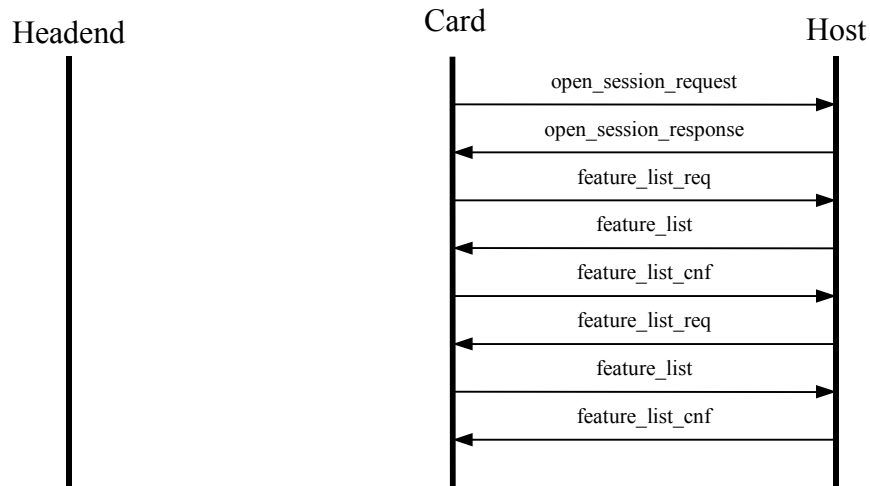 Headend
Card
Host
open_session_request
open_session_response
feature_list_req
feature_list
feature_list_cnf
feature_list_req
feature_list
feature_list_cnf